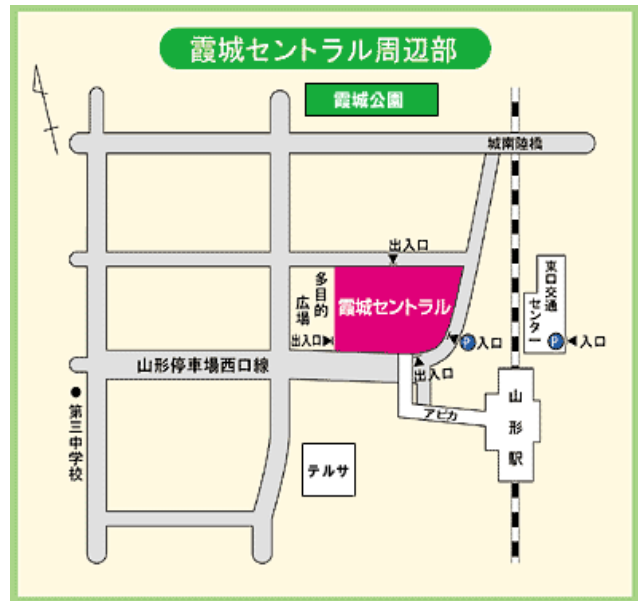 霞城セントラル周辺部
霞城公園
城南陸橋
出入口
多目的
広場
霞城セントラル
出入口
P入口
東口交通
センター
P
入口
山形停車場西口線
出入口
アピカ
山形駅
第三中学校
テルサ